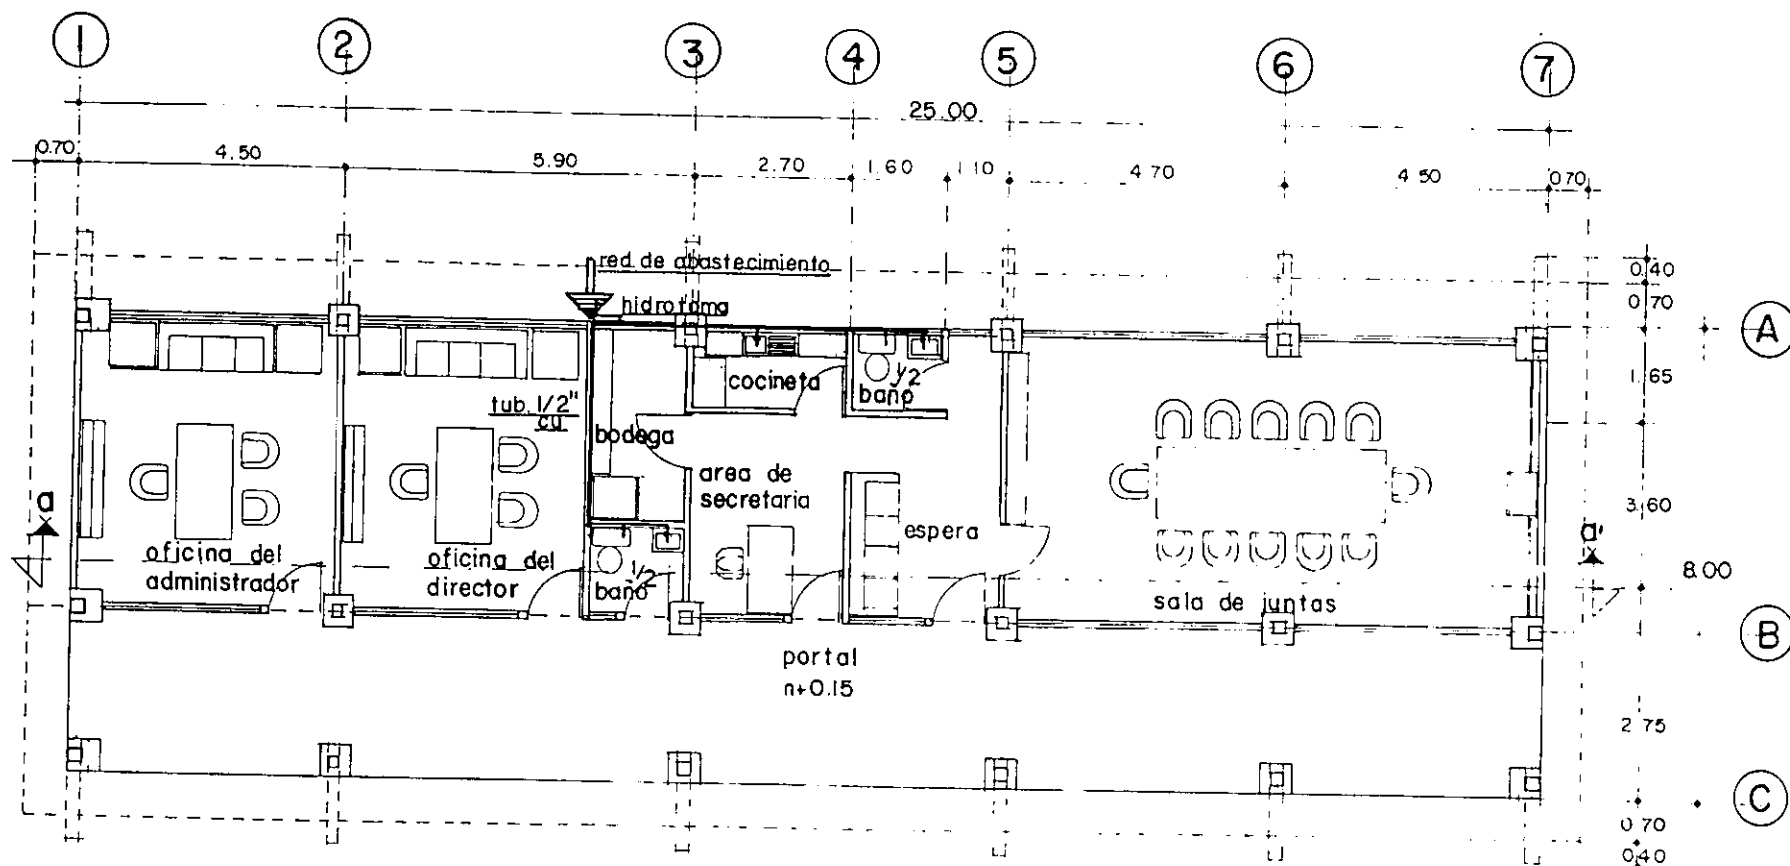 1 2 3 4 5 6 7
25.00
0.70 4.50 5.90 2.70 1.60 1.10 4.70 4.50 0.70
red de abastecimiento
hidrotoma
0.40
0.70
A
cocineta
1/2
baño
1.65
tub. 1/2"
cu
bodega
area de
secretaria
a
espera
3.60
a'
oficina del
administrador
oficina del
director
1/2
baño
sala de juntas
8.00
B
portal
n+0.15
2.75
C
0.70
0.40